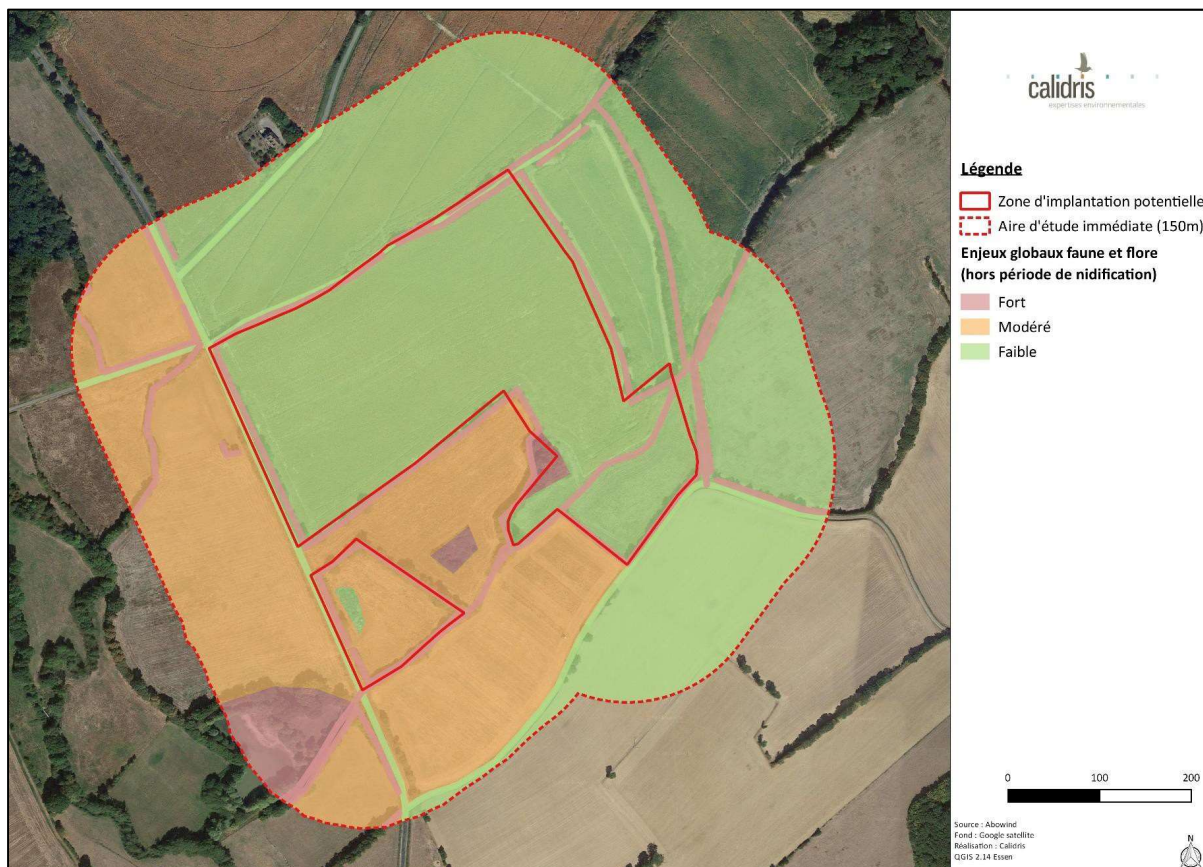 calidris
expertises environnementales
Légende
Zone d'implantation potentielle
Aire d'étude immédiate (150m)
Enjeux globaux faune et flore
(hors période de nidification)
Fort
Modéré
Faible
0 100 200
Source : Abowind
Fond : Google satellite
Réalisation : Calidris
QGIS 2.14 Essen
N